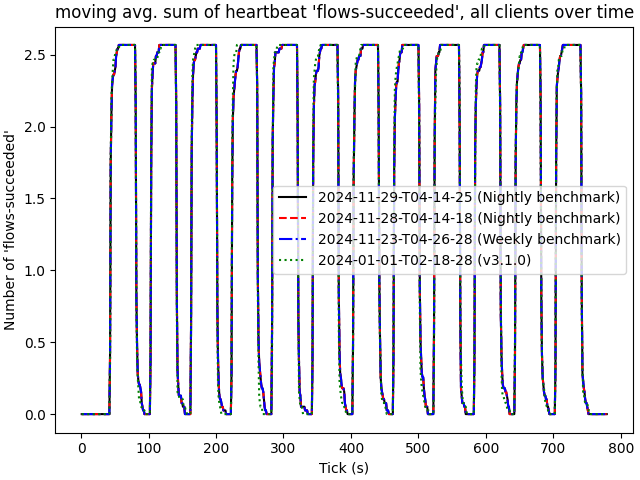 moving avg. sum of heartbeat 'flows-succeeded', all clients over time
Number of 'flows-succeeded'
2.5
2.0
1.5
1.0
0.5
0.0
2024-11-29-T04-14-25 (Nightly benchmark)
2024-11-28-T04-14-18 (Nightly benchmark)
2024-11-23-T04-26-28 (Weekly benchmark)
2024-01-01-T02-18-28 (v3.1.0)
0 100 200 300 400 500 600 700 800
Tick (s)